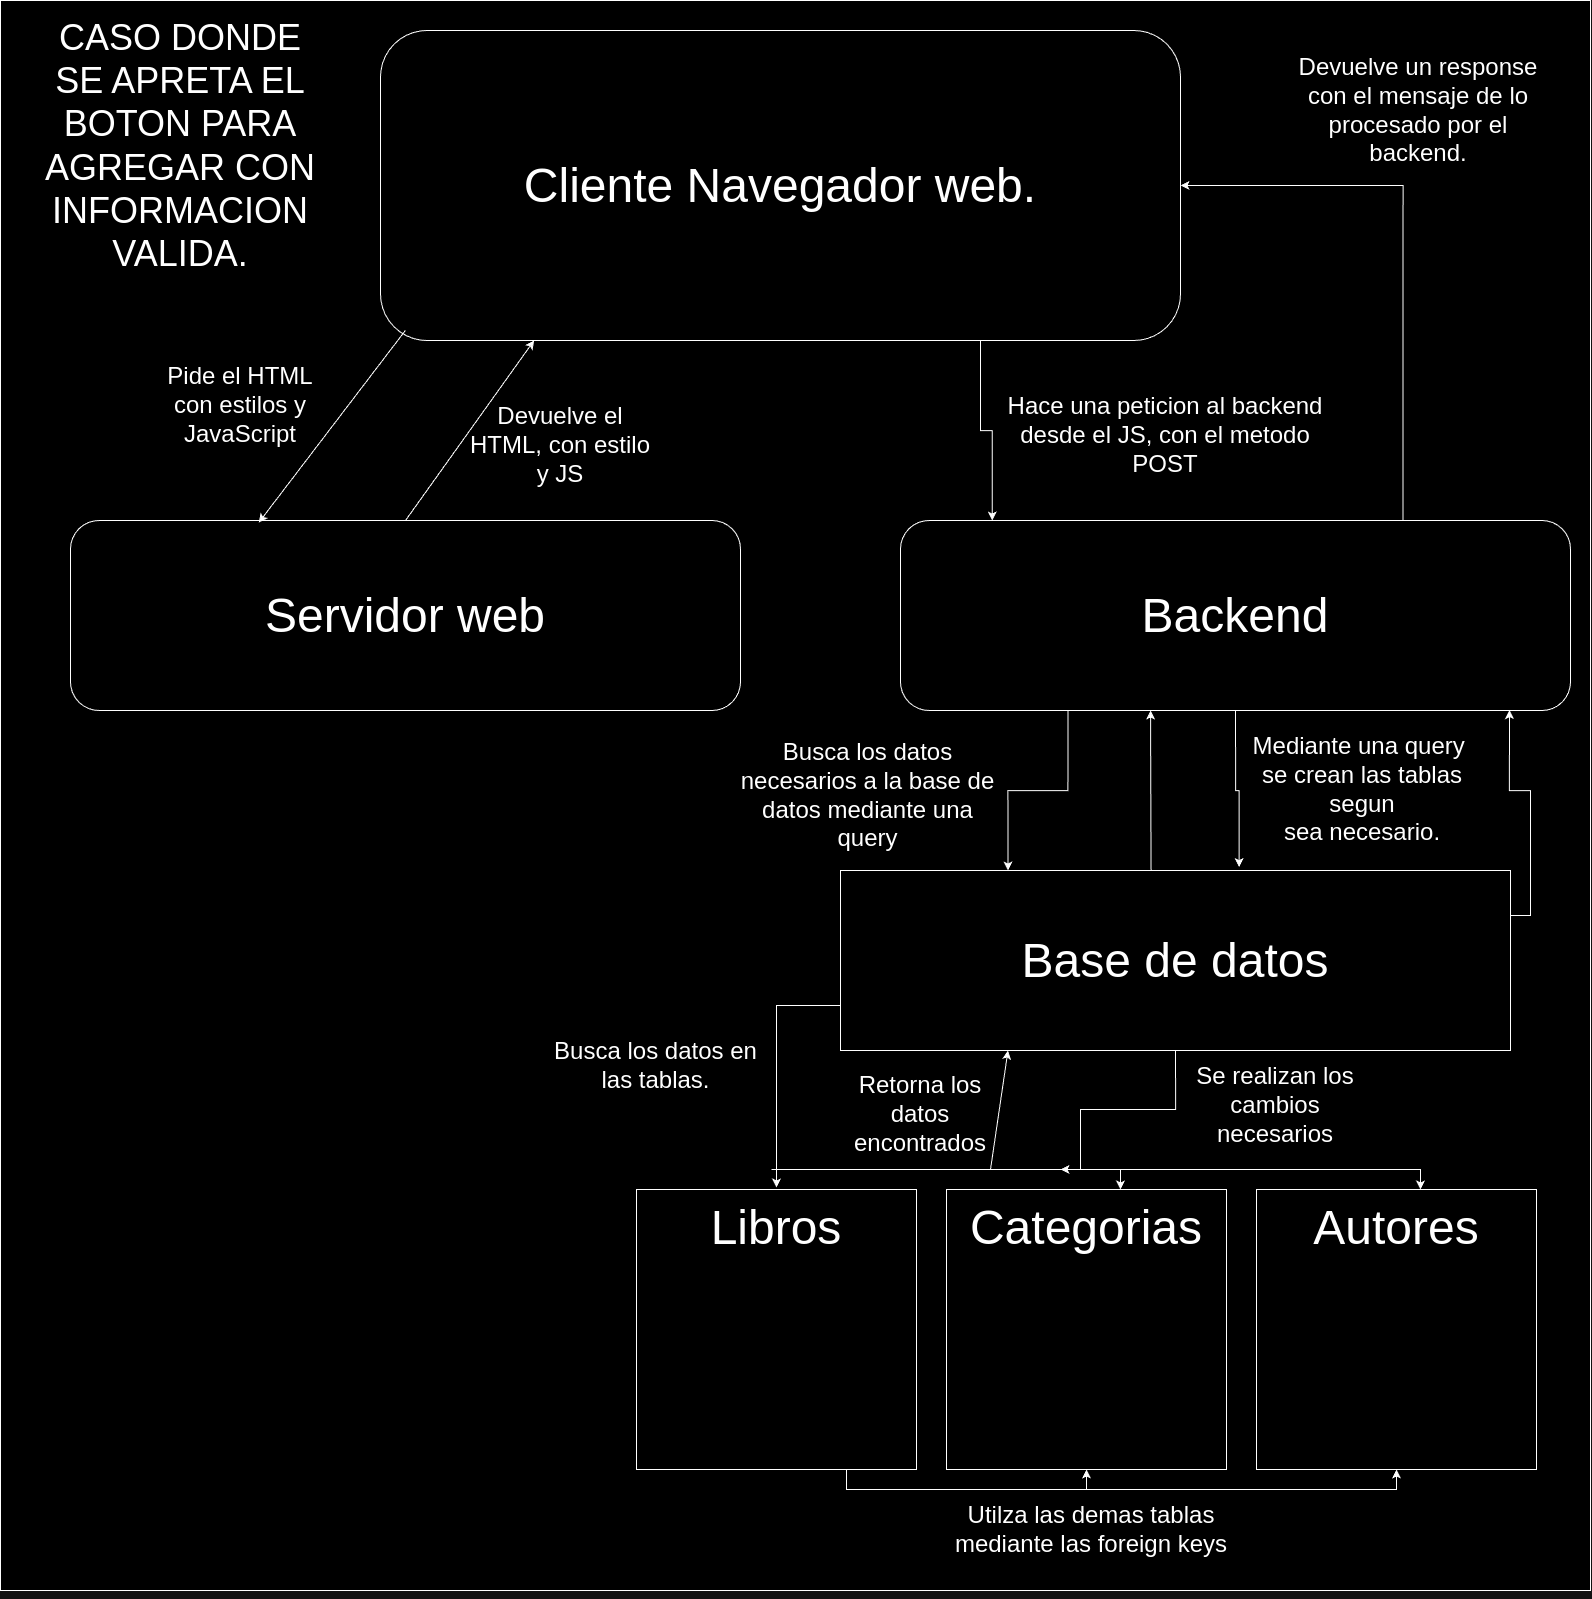 CASO DONDE
SE APRETA EL
BOTON PARA
AGREGAR CON
INFORMACION
VALIDA.
Cliente Navegador web.
Devuelve un response
con el mensaje de lo
procesado por el
backend.
Pide el HTML
con estilos y
JavaScript
Devuelve el
HTML, con estilo
y JS
Hace una peticion al backend
desde el JS, con el metodo
POST
Servidor web
Backend
Busca los datos
necesarios a la base de
datos mediante una
query
Mediante una query
se crean las tablas
segun
sea necesario.
Base de datos
Busca los datos en
las tablas.
Retorna los
datos
encontrados
Se realizan los
cambios
necesarios
Libros
Categorias
Autores
Utilza las demas tablas
mediante las foreign keys